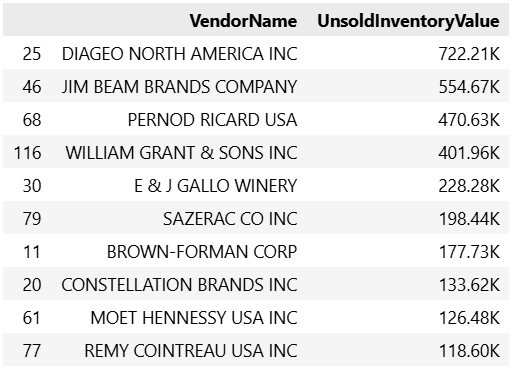 VendorName UnsoldInventoryValue
25 DIAGEO NORTH AMERICA INC 722.21K
46 JIM BEAM BRANDS COMPANY 554.67K
68 PERNOD RICARD USA 470.63K
116 WILLIAM GRANT & SONS INC 401.96K
30 E & J GALLO WINERY 228.28K
79 SAZERAC CO INC 198.44K
11 BROWN-FORMAN CORP 177.73K
20 CONSTELLATION BRANDS INC 133.62K
61 MOET HENNESSY USA INC 126.48K
77 REMY COINTREAU USA INC 118.60K